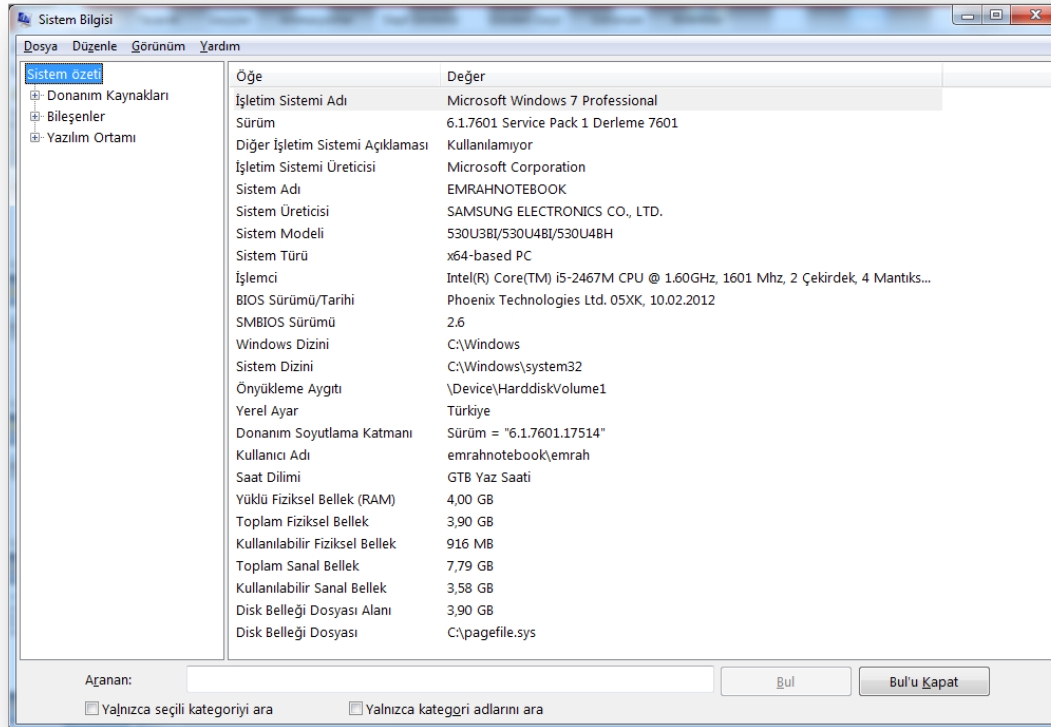 Sistem Bilgisi
Dosya Düzenle Görünüm Yardım
Sistem özeti
Donanım Kaynakları
Bileşenler
Yazılım Ortamı
Öğe Değer
İşletim Sistemi Adı Microsoft Windows 7 Professional
Sürüm 6.1.7601 Service Pack 1 Derleme 7601
Diğer İşletim Sistemi Açıklaması Kullanılamıyor
İşletim Sistemi Üreticisi Microsoft Corporation
Sistem Adı EMRAHNOTEBOOK
Sistem Üreticisi SAMSUNG ELECTRONICS CO., LTD.
Sistem Modeli 530U3BI/530U4BI/530U4BH
Sistem Türü x64-based PC
İşlemci Intel(R) Core(TM) i5-2467M CPU @ 1.60GHz, 1601 Mhz, 2 Çekirdek, 4 Mantıks...
BIOS Sürümü/Tarihi Phoenix Technologies Ltd. 05XK, 10.02.2012
SMBIOS Sürümü 2.6
Windows Dizini C:\Windows
Sistem Dizini C:\Windows\system32
Önyükleme Aygıtı \Device\HarddiskVolume1
Yerel Ayar Türkiye
Donanım Soyutlama Katmanı Sürüm = "6.1.7601.17514"
Kullanıcı Adı emrahnotebook\emrah
Saat Dilimi GTB Yaz Saati
Yüklü Fiziksel Bellek (RAM) 4,00 GB
Toplam Fiziksel Bellek 3,90 GB
Kullanılabilir Fiziksel Bellek 916 MB
Toplam Sanal Bellek 7,79 GB
Kullanılabilir Sanal Bellek 3,58 GB
Disk Belleği Dosyası Alanı 3,90 GB
Disk Belleği Dosyası C:\pagefile.sys
Aranan: Bul Bul'u Kapat
Yalnızca seçili kategoriyi ara Yalnızca kategori adlarını ara